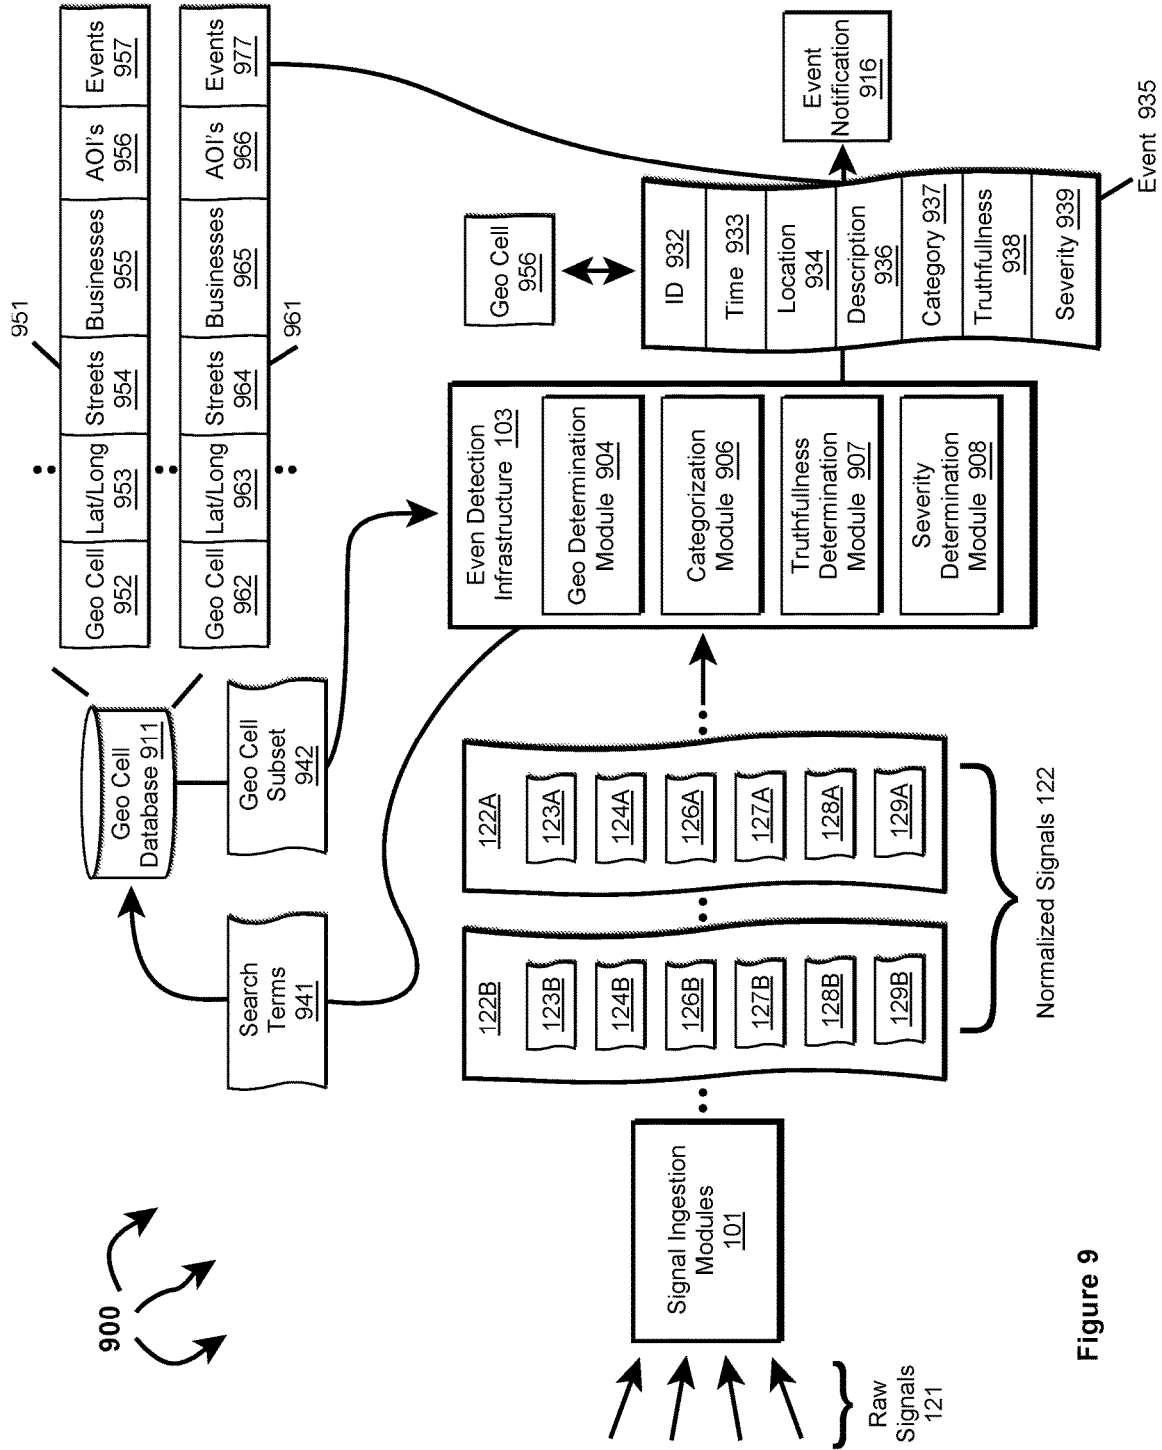 900
Geo Cell
Database 911
951
Geo Cell
952
Lat/Long
953
Streets
954
Businesses
955
AOI's
956
Events
957
Geo Cell
962
Lat/Long
963
Streets
964
Businesses
965
AOI's
966
Events
977
961
Search
Terms
941
Geo Cell
Subset
942
Raw
Signals
121
Signal Ingestion
Modules
101
122B
123B
124B
126B
127B
128B
129B
122A
123A
124A
126A
127A
128A
129A
Normalized Signals 122
Even Detection
Infrastructure 103
Geo Determination
Module 904
Categorization
Module 906
Truthfullness
Determination
Module 907
Severity
Determination
Module 908
Geo Cell
956
ID 932
Time 933
Location
934
Description
936
Category 937
Truthfullness
938
Severity 939
Event 935
Event
Notification
916
Figure 9